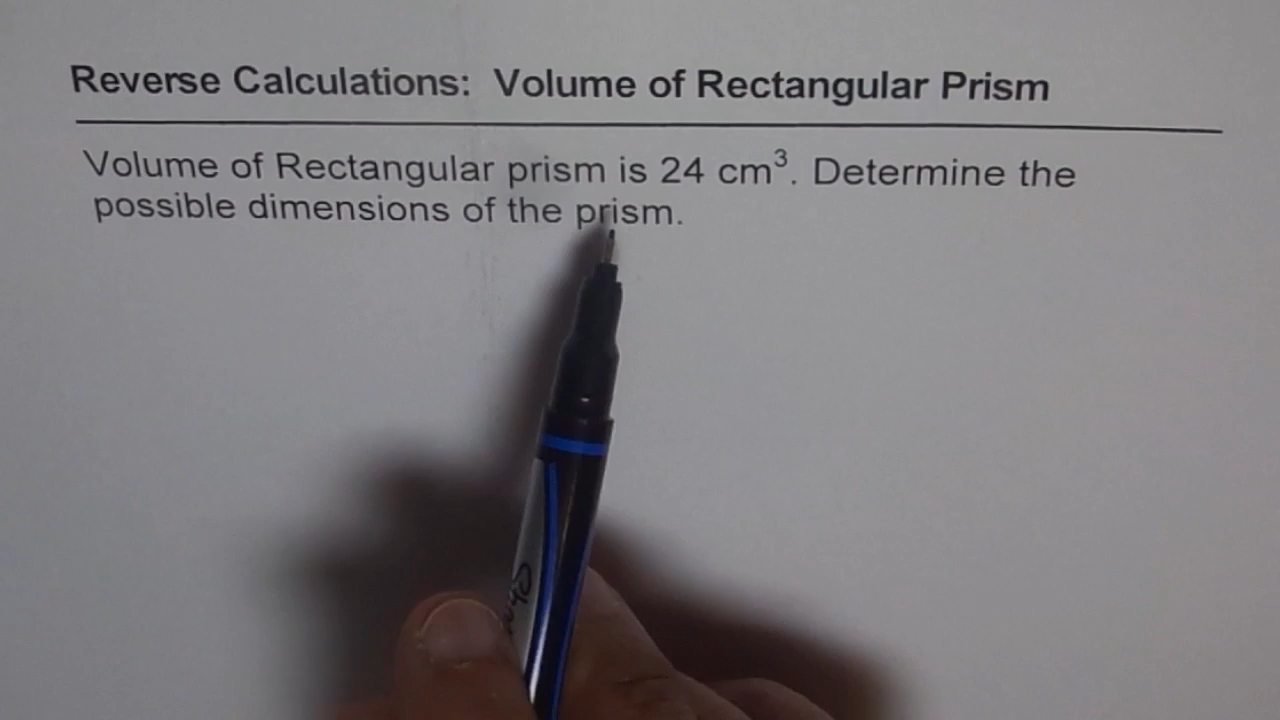 Reverse Calculations: Volume of Rectangular Prism
Volume of Rectangular prism is 24 cm³. Determine the
possible dimensions of the prism.